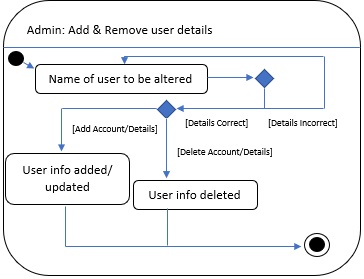 Admin: Add & Remove user details
Name of user to be altered
[Add Account/Details]
[Details Correct]
[Details Incorrect]
[Delete Account/Details]
User info added/
updated
User info deleted